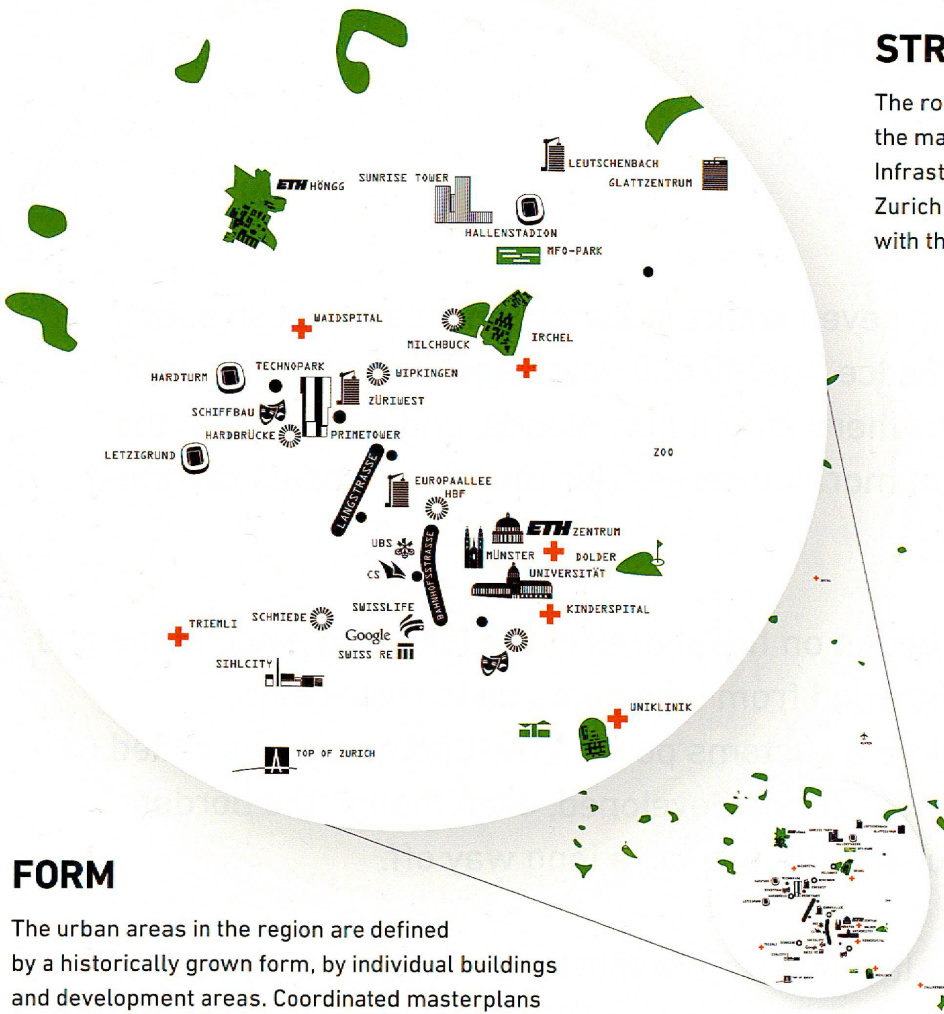 STR
The ro
the ma
Infrast
Zurich
with th
LEUTSCHENBACH
GLATTZENTRUM
ETH HÖNGG
SUNRISE TOWER
HALLENSTADION
MFO-PARK
WAIDSPITAL
MILCHBUCK
IRCHEL
TECHNOPARK
WIPKINGEN
HARDTURM
ZÜRIWEST
SCHIFFBAU
HARDBRÜCKE
PRIMETOWER
LETZIGRUND
ZOO
LANGSTRASSE
EUROPAALLEE
HBF
ETH ZENTRUM
UBS
MÜNSTER
DOLDER
CS
BAHNHOFSSTRASSE
UNIVERSITÄT
SWISSLIFE
KINDERSPITAL
TRIEMLI
SCHMIEDE
Google
SWISS RE
SIHLCITY
UNIKLINIK
TOP OF ZURICH
FORM
The urban areas in the region are defined
by a historically grown form, by individual buildings
and development areas. Coordinated masterplans